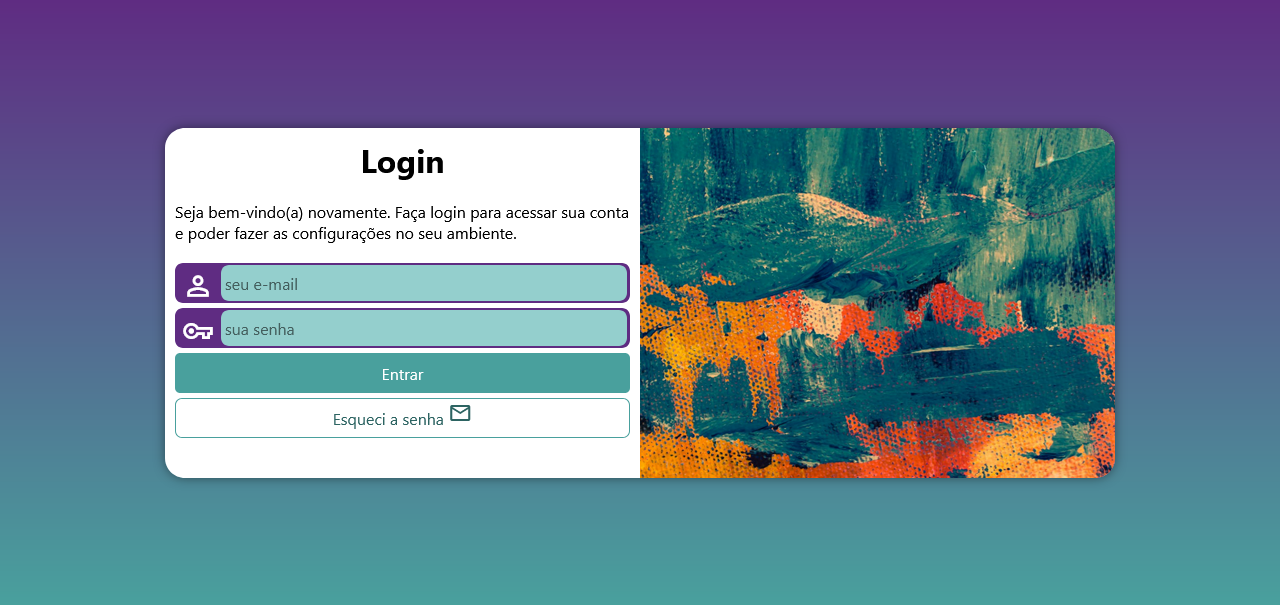 Login
Seja bem-vindo(a) novamente. Faça login para acessar sua conta
e poder fazer as configurações no seu ambiente.
seu e-mail
sua senha
Entrar
Esqueci a senha